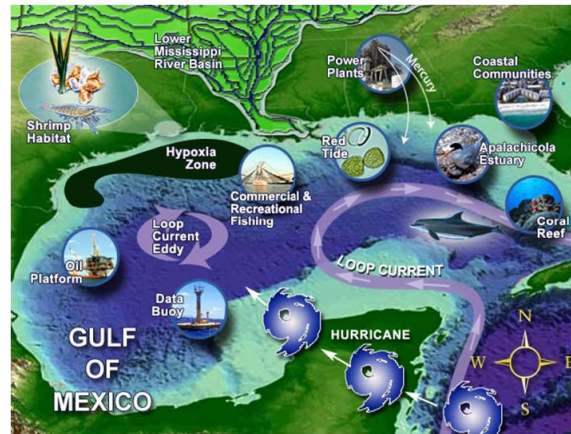 Lower
Mississippi
River Basin
Power
Plants
Mercury
Coastal
Communities
Shrimp
Habitat
Hypoxia
Zone
Red
Tide
Apalachicola
Estuary
Commercial &
Recreational
Fishing
Loop
Current
Eddy
Coral
Reef
Oil
Platform
LOOP CURRENT
Data
Buoy
GULF
OF
MEXICO
HURRICANE
N
W
E
S